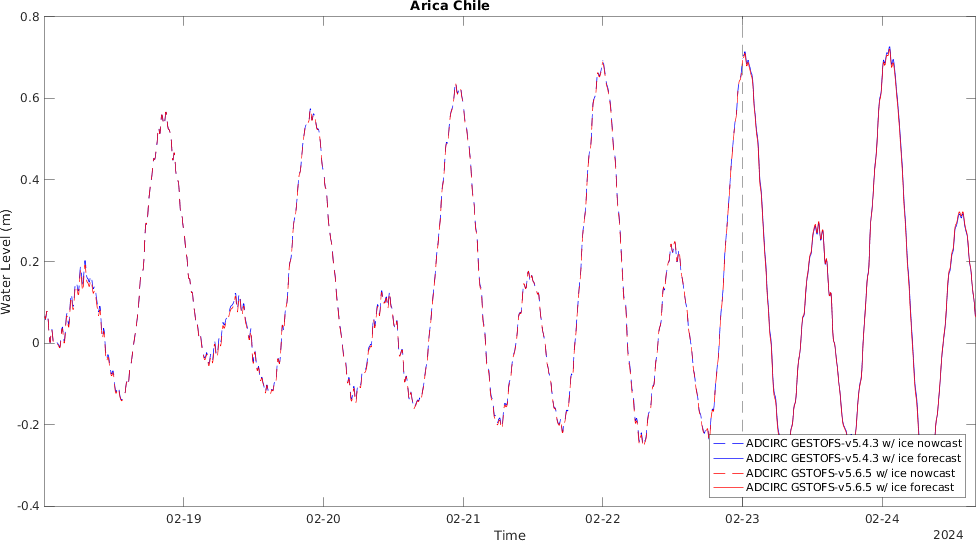 Arica Chile
0.8
0.6
0.4
0.2
0
-0.2
-0.4
Water Level (m)
ADCIRC GESTOFS-v5.4.3 w/ ice nowcast
ADCIRC GESTOFS-v5.4.3 w/ ice forecast
ADCIRC GSTOFS-v5.6.5 w/ ice nowcast
ADCIRC GSTOFS-v5.6.5 w/ ice forecast
02-19 02-20 02-21 02-22 02-23 02-24
Time
2024